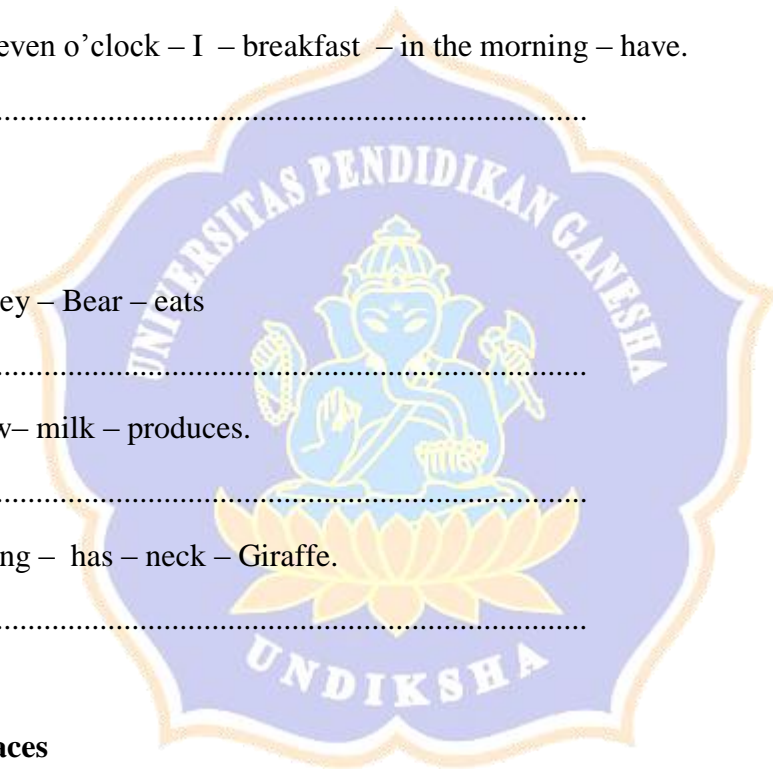 even o’clock – I – breakfast – in the morning – have.
................................................................................
UNIVERSITAS PENDIDIKAN GANESHA
ey – Bear – eats
................................................................................
w– milk – produces.
................................................................................
ng – has – neck – Giraffe.
................................................................................
UNDIKSHA
aces